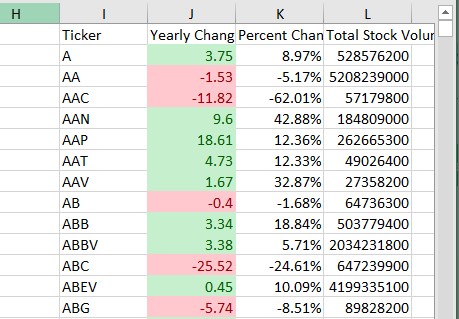 H I J K L
Ticker Yearly Chang Percent Chan Total Stock Volur
A 3.75 8.97% 528576200
AA -1.53 -5.17% 5208239000
AAC -11.82 -62.01% 57179800
AAN 9.6 42.88% 184809000
AAP 18.61 12.36% 262665300
AAT 4.73 12.33% 49026400
AAV 1.67 32.87% 27358200
AB -0.4 -1.68% 64736300
ABB 3.34 18.84% 503779400
ABBV 3.38 5.71% 2034231800
ABC -25.52 -24.61% 647239900
ABEV 0.45 10.09% 4199335100
ABG -5.74 -8.51% 89828200